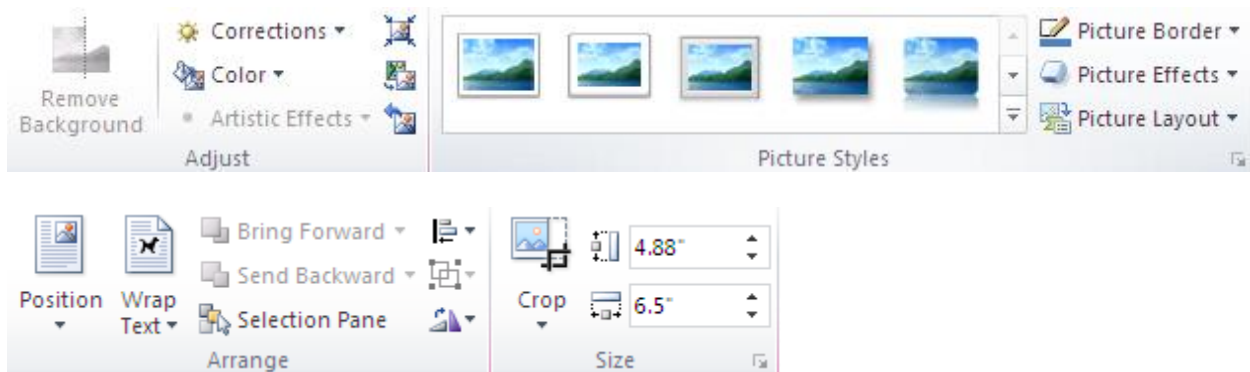 Remove
Background
Corrections
Color
Artistic Effects
Adjust
Picture Border
Picture Effects
Picture Layout
Picture Styles
Position
Wrap
Text
Bring Forward
Send Backward
Selection Pane
Arrange
Crop
4.88"
6.5"
Size